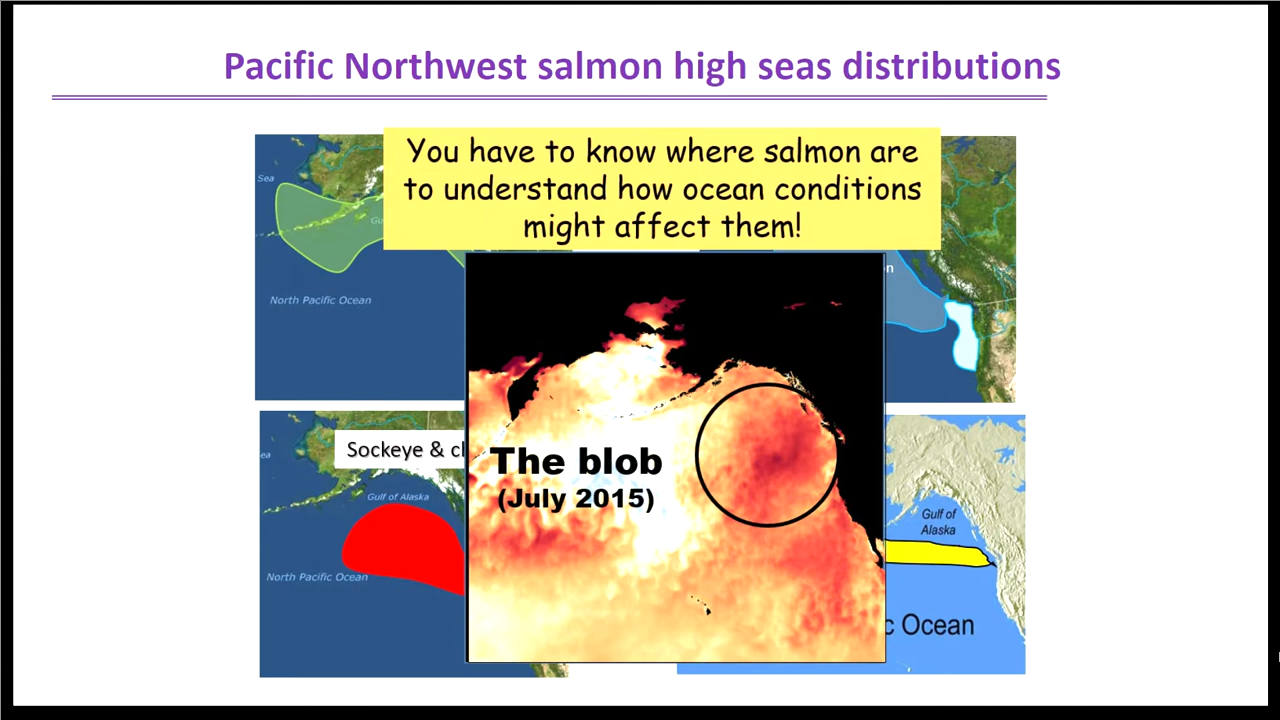 Pacific Northwest salmon high seas distributions
You have to know where salmon are
to understand how ocean conditions
might affect them!
Sea
Gu
North Pacific Ocean
n
Sockeye & c
ea
Gulf of Alaska
North Pacific Ocean
The blob
(July 2015)
Gulf of
Alaska
c Ocean